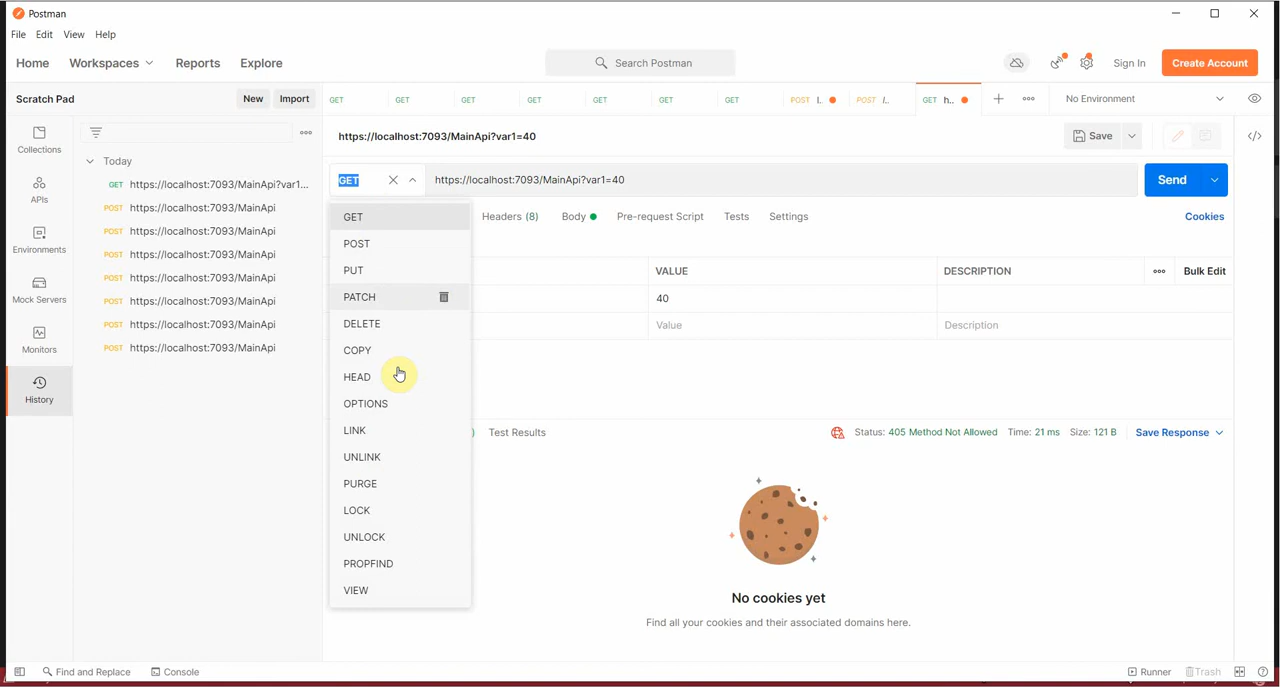 Postman
File Edit View Help
Home Workspaces Reports Explore
Search Postman
Sign In
Create Account
Scratch Pad
New
Import
GET
GET
GET
GET
GET
GET
GET
POST l..
POST /..
GET h..
No Environment
https://localhost:7093/MainApi?var1=40
Save
Collections
APIs
Environments
Mock Servers
Monitors
History
Today
GET https://localhost:7093/MainApi?var1...
POST https://localhost:7093/MainApi
POST https://localhost:7093/MainApi
POST https://localhost:7093/MainApi
POST https://localhost:7093/MainApi
POST https://localhost:7093/MainApi
POST https://localhost:7093/MainApi
POST https://localhost:7093/MainApi
GET
https://localhost:7093/MainApi?var1=40
Send
GET
POST
PUT
PATCH
DELETE
COPY
HEAD
OPTIONS
LINK
UNLINK
PURGE
LOCK
UNLOCK
PROPFIND
VIEW
Headers (8) Body Pre-request Script Tests Settings
Cookies
VALUE DESCRIPTION Bulk Edit
40
Value Description
) Test Results
Status: 405 Method Not Allowed Time: 21 ms Size: 121 B Save Response
No cookies yet
Find all your cookies and their associated domains here.
Find and Replace Console
Runner Trash